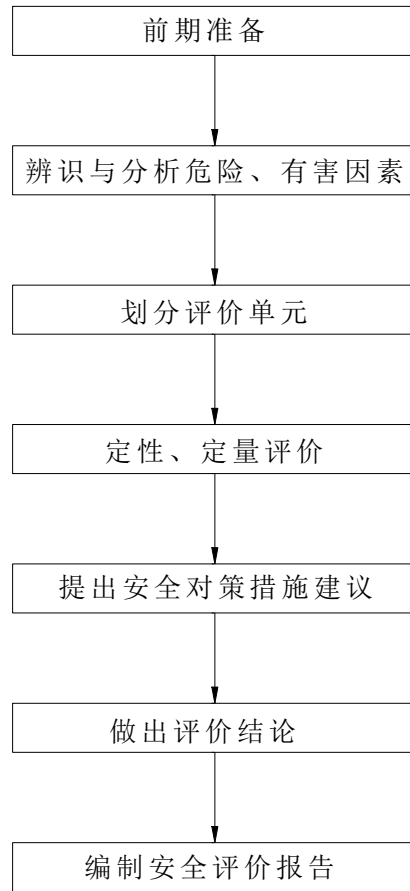 前期准备
辨识与分析危险、有害因素
划分评价单元
定性、定量评价
提出安全对策措施建议
做出评价结论
编制安全评价报告